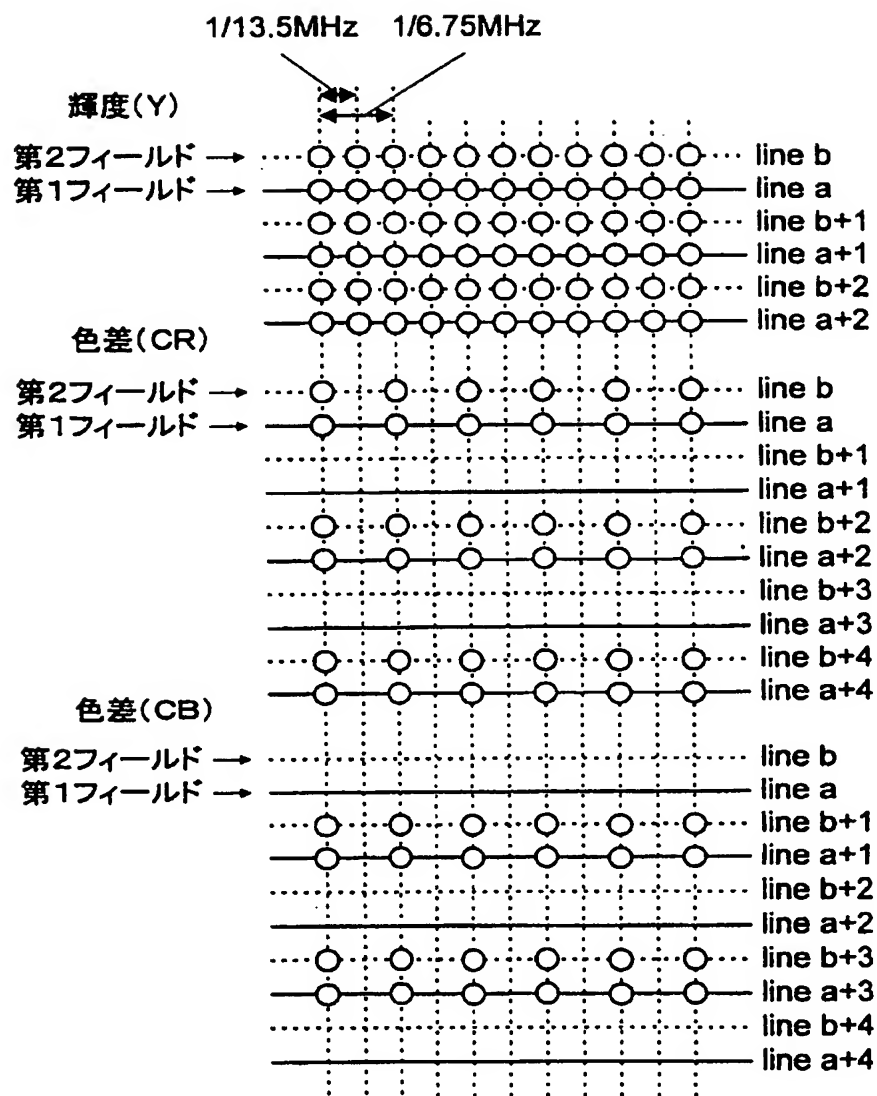 1/13.5MHz 1/6.75MHz
輝度(Y)
第2フィールド → line b
第1フィールド → line a
line b+1
line a+1
line b+2
line a+2
色差(CR)
第2フィールド → line b
第1フィールド → line a
line b+1
line a+1
line b+2
line a+2
line b+3
line a+3
line b+4
line a+4
色差(CB)
第2フィールド → line b
第1フィールド → line a
line b+1
line a+1
line b+2
line a+2
line b+3
line a+3
line b+4
line a+4